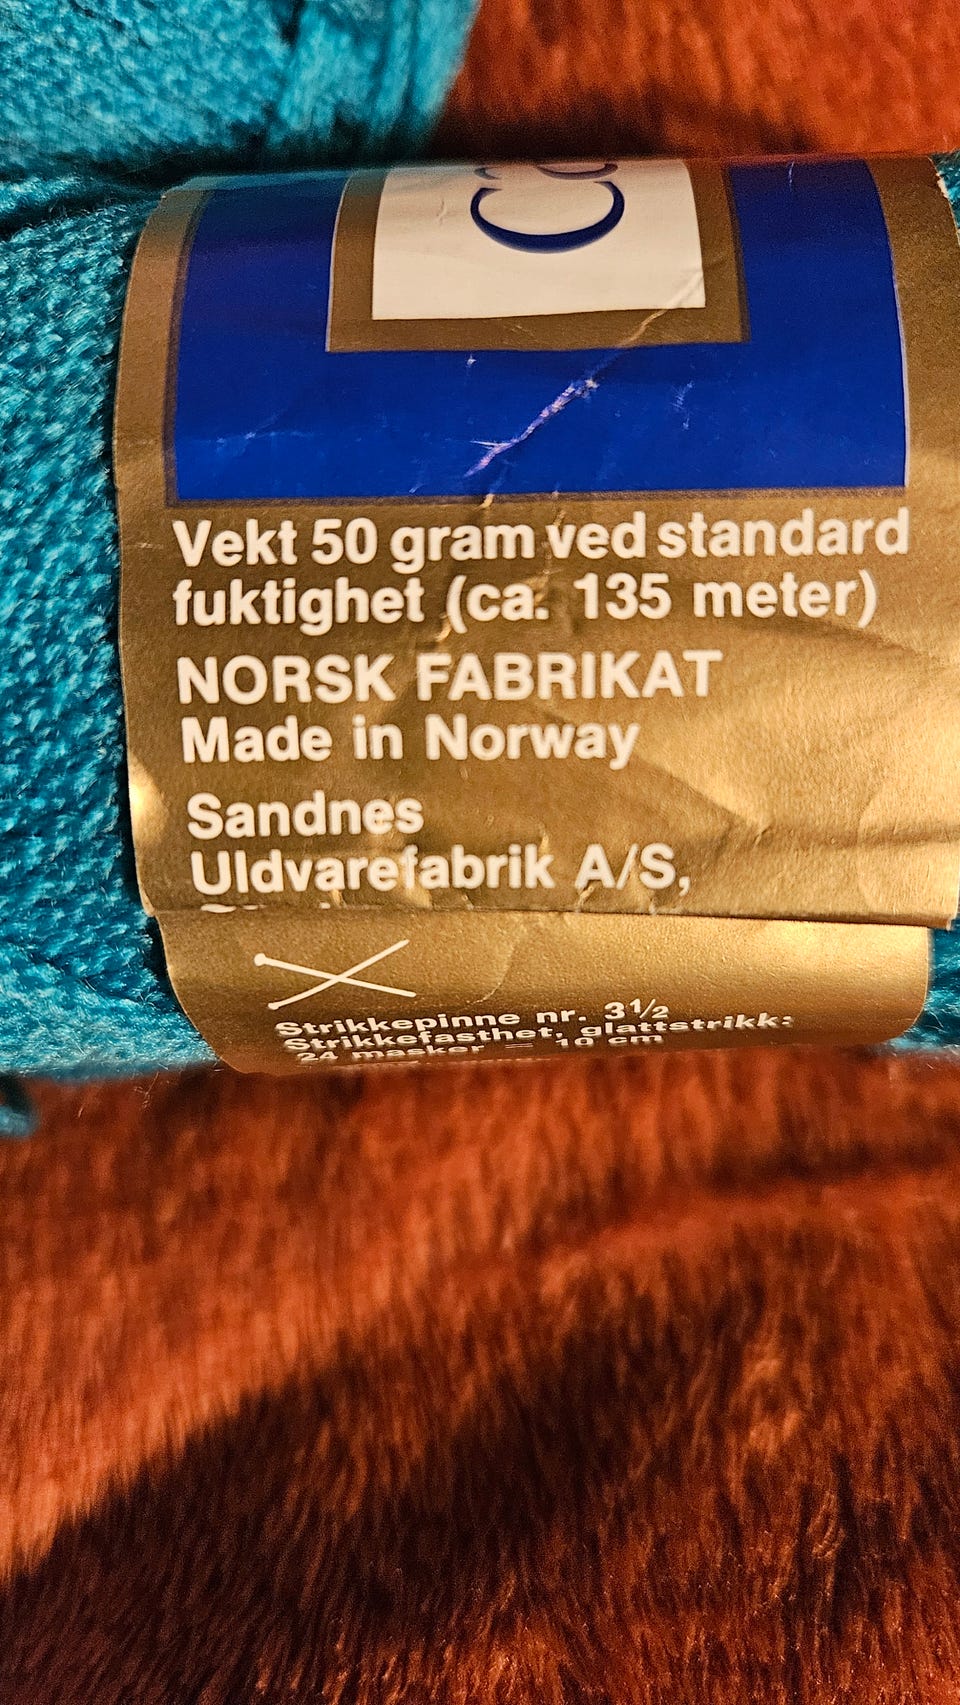 Ca
Vekt 50 gram ved standard
fuktighet (ca. 135 meter)
NORSK FABRIKAT
Made in Norway
Sandnes
Uldvarefabrik A/S,
Strikkepinne nr. 3½
Strikkefasthet, glattstrikk:
24 masker = 10 cm